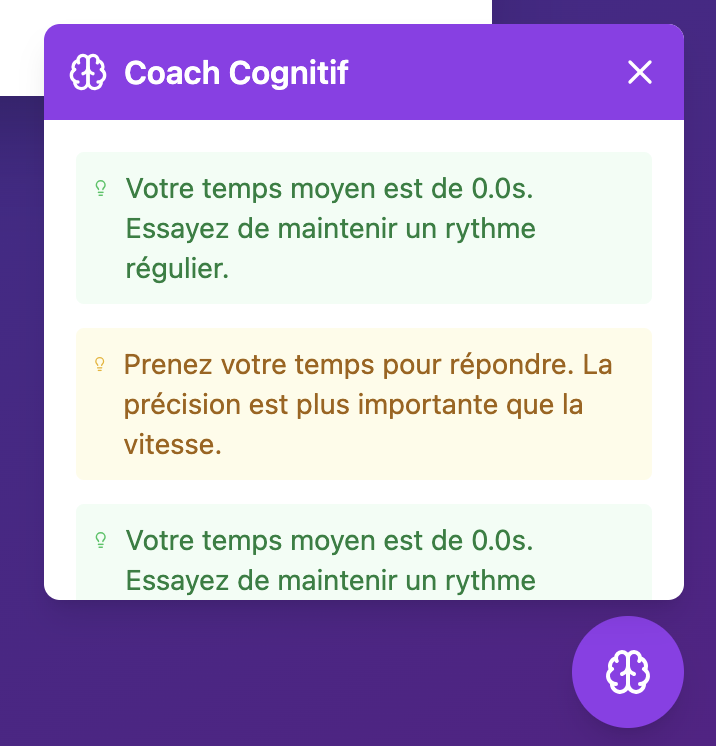 Coach Cognitif
Votre temps moyen est de 0.0s.
Essayez de maintenir un rythme
régulier.
Prenez votre temps pour répondre. La
précision est plus importante que la
vitesse.
Votre temps moyen est de 0.0s.
Essayez de maintenir un rythme